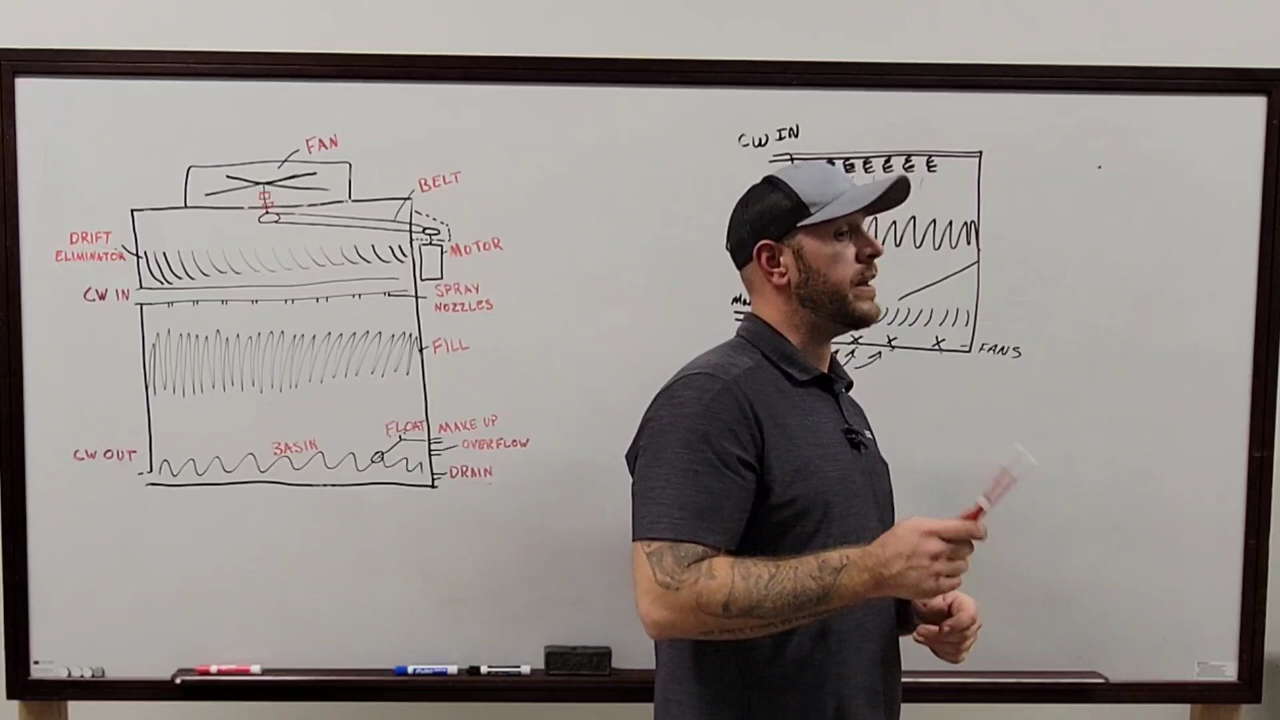 FAN
BELT
DRIFT
ELIMINATOR
MOTOR
CW IN
SPRAY
NOZZLES
FILL
FLOAT
MAKE UP
BASIN
OVERFLOW
CW OUT
DRAIN
CW IN
FANS